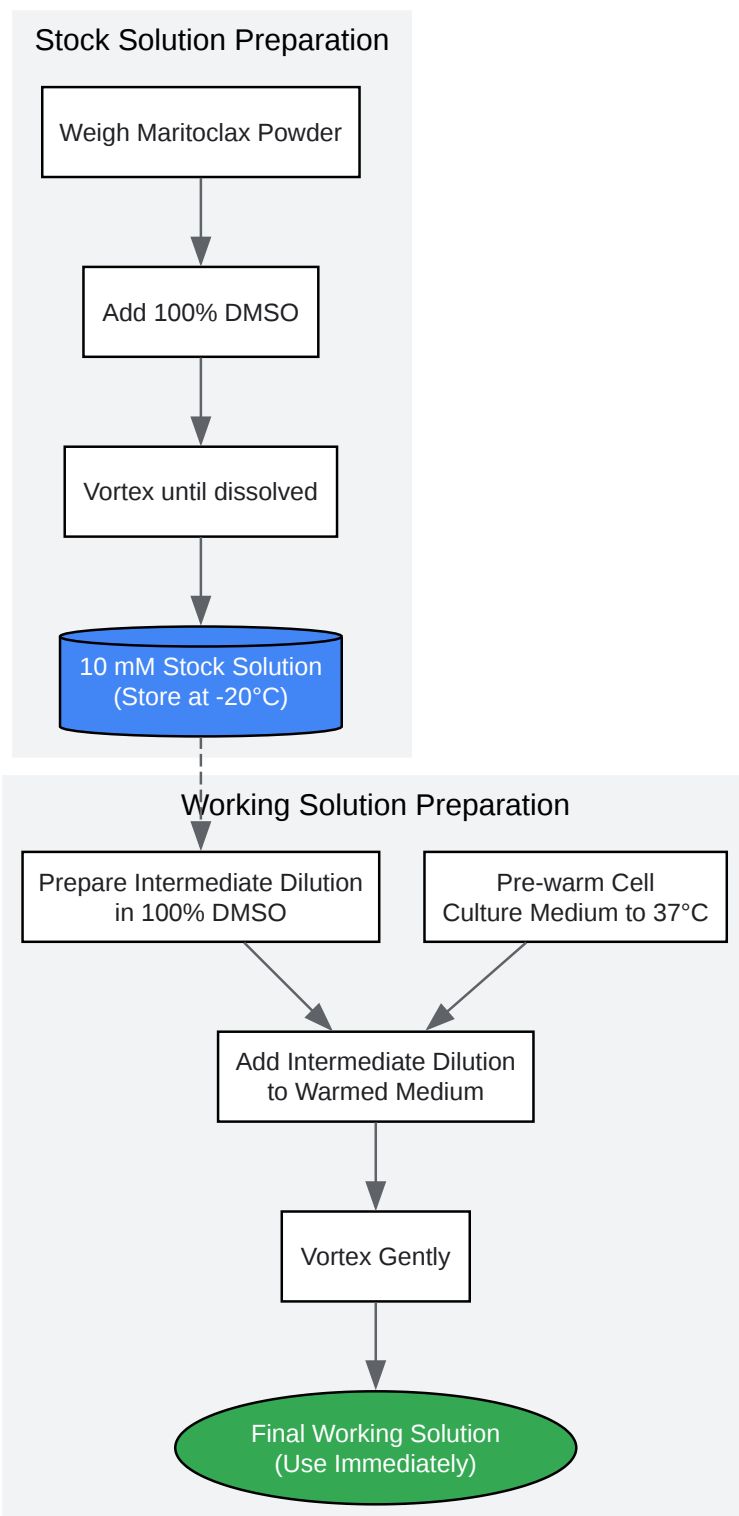 Stock Solution Preparation
Weigh Maritoclax Powder
Add 100% DMSO
Vortex until dissolved
10 mM Stock Solution
(Store at -20°C)
Working Solution Preparation
Prepare Intermediate Dilution
in 100% DMSO
Pre-warm Cell
Culture Medium to 37°C
Add Intermediate Dilution
to Warmed Medium
Vortex Gently
Final Working Solution
(Use Immediately)